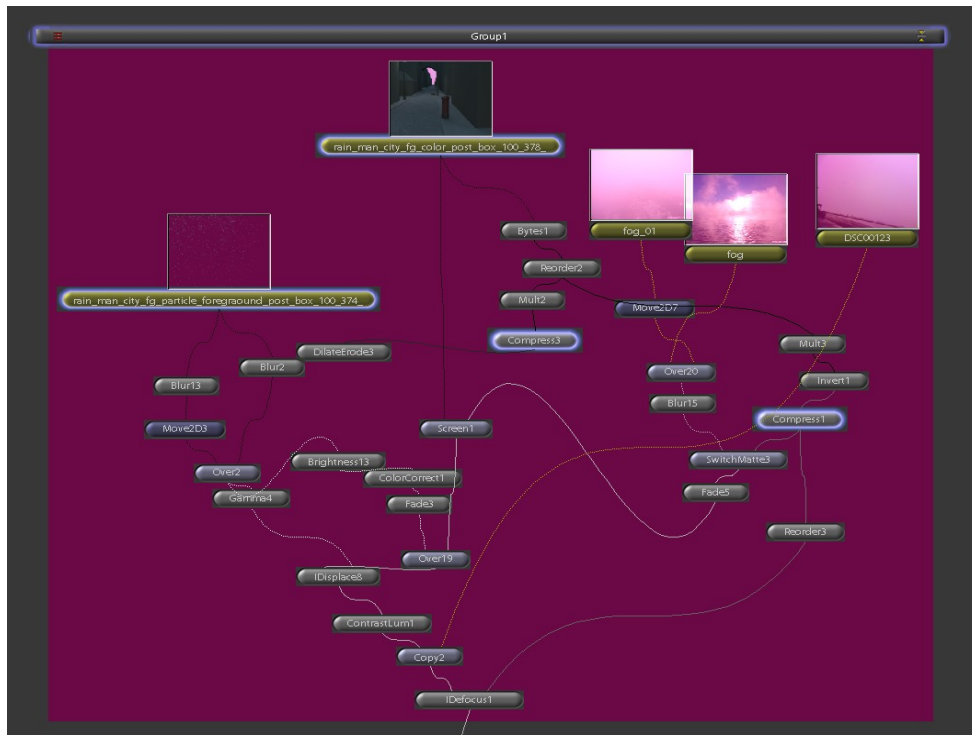 Group1
rain_man_city_fg_color_post_box_100_378_
Bytes1
fog_01
DSC00123
fog
Reorder2
rain_man_city_fg_particle_foregraound_post_box_100_374_
Mult2
Move2D7
Compress3
Mult3
DilateErode3
Blur2
Over20
Invert1
Blur13
Blur15
Compress1
Move2D3
Screen1
Brightness13
SwitchMatte3
Over2
ColorCorrect1
Gamma4
Fade3
Fade5
Reorder3
Over19
IDisplace8
ContrastLum1
Copy2
IDefocus1